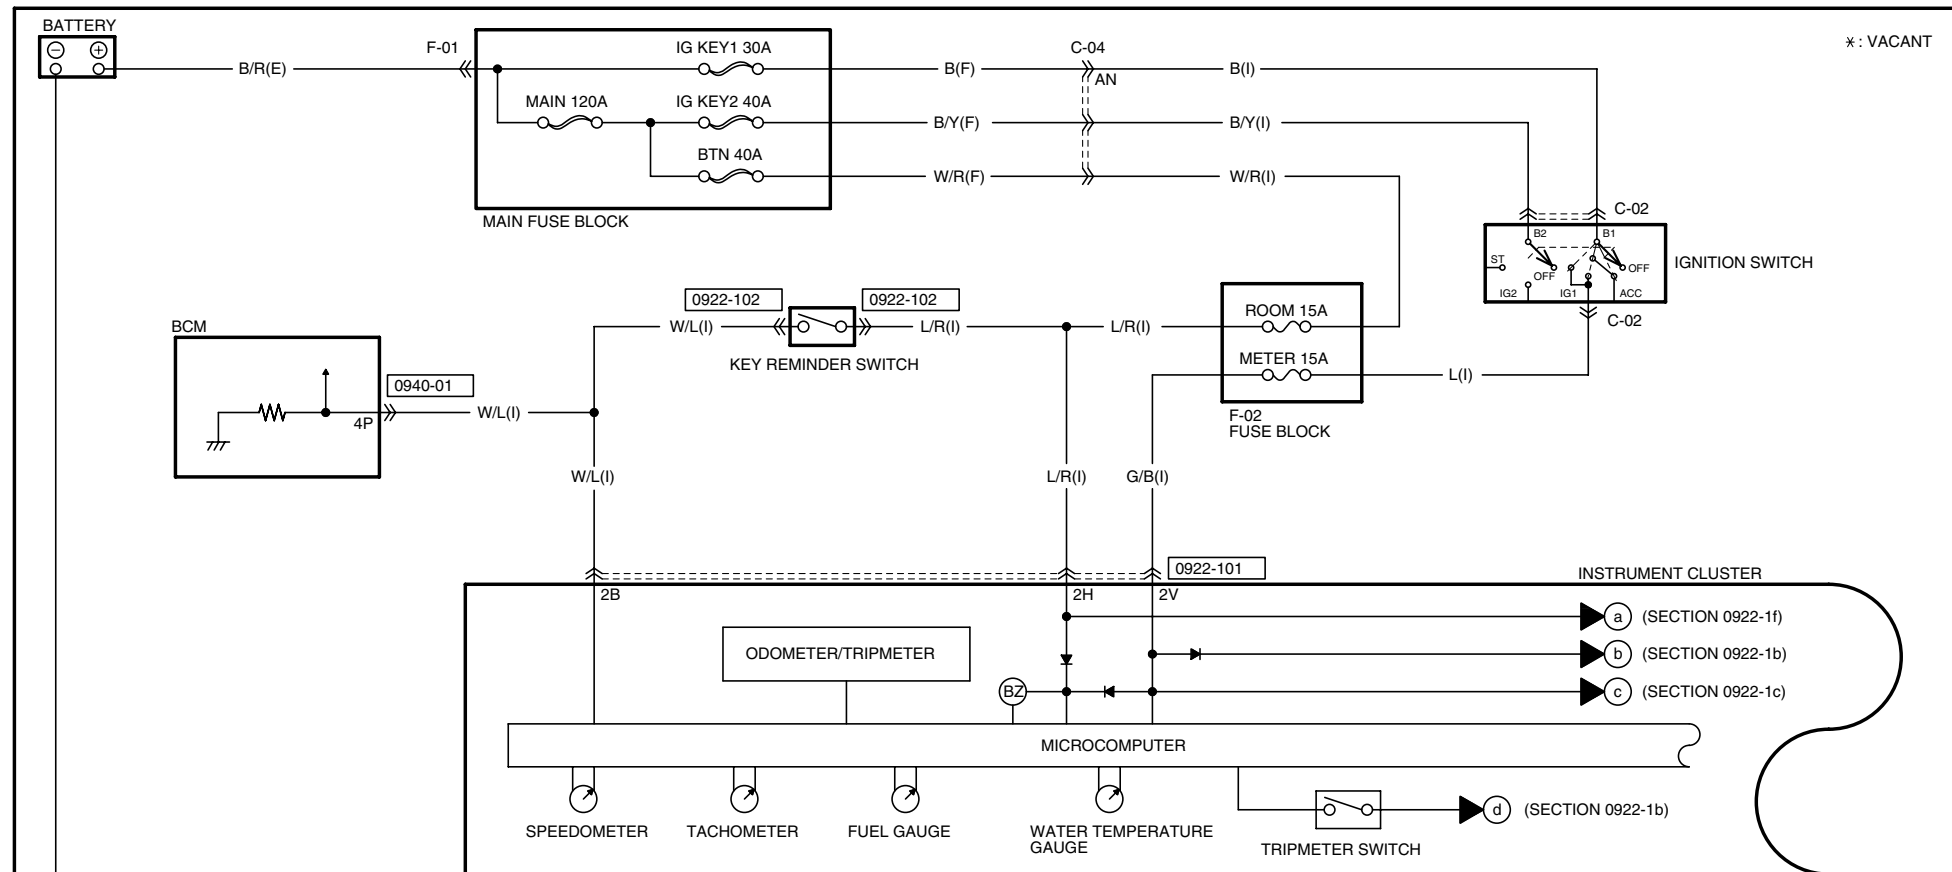 BATTERY
F-01
IG KEY1 30A
C-04
∗ : VACANT
− +
B/R(E)
B(F)
B(I)
AN
MAIN 120A
IG KEY2 40A
B/Y(F)
B/Y(I)
BTN 40A
W/R(F)
W/R(I)
MAIN FUSE BLOCK
C-02
B2
B1
ST
OFF
OFF
IGNITION SWITCH
IG2
IG1
ACC
C-02
0922-102
0922-102
ROOM 15A
BCM
W/L(I)
L/R(I)
L/R(I)
KEY REMINDER SWITCH
METER 15A
L(I)
0940-01
4P
W/L(I)
F-02
FUSE BLOCK
W/L(I)
L/R(I)
G/B(I)
0922-101
INSTRUMENT CLUSTER
2B
2H
2V
a (SECTION 0922-1f)
ODOMETER/TRIPMETER
b (SECTION 0922-1b)
BZ
c (SECTION 0922-1c)
MICROCOMPUTER
SPEEDOMETER
TACHOMETER
FUEL GAUGE
WATER TEMPERATURE
GAUGE
d (SECTION 0922-1b)
TRIPMETER SWITCH